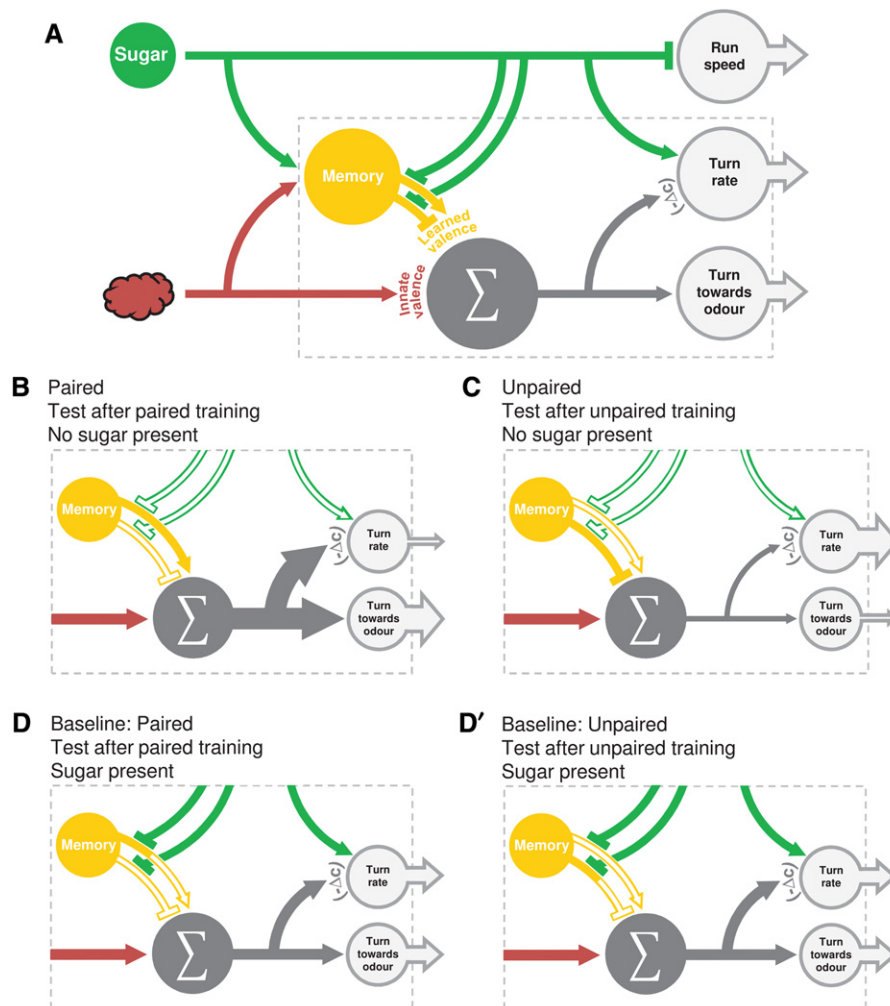 A
Sugar
Run
speed
Memory
Turn
rate
(-Δc)
Learned
valence
Innate
valence
Σ
Turn
towards
odour
B Paired
Test after paired training
No sugar present
Memory
Turn
rate
(-Δc)
Σ
Turn
towards
odour
C Unpaired
Test after unpaired training
No sugar present
Memory
Turn
rate
(-Δc)
Σ
Turn
towards
odour
D Baseline: Paired
Test after paired training
Sugar present
Memory
Turn
rate
(-Δc)
Σ
Turn
towards
odour
D′ Baseline: Unpaired
Test after unpaired training
Sugar present
Memory
Turn
rate
(-Δc)
Σ
Turn
towards
odour